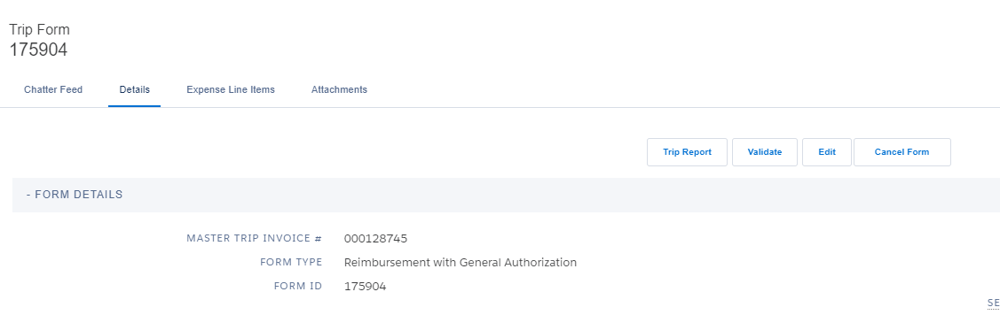 Trip Form
175904
Chatter Feed Details Expense Line Items Attachments
Trip Report Validate Edit Cancel Form
- FORM DETAILS
MASTER TRIP INVOICE # 000128745
FORM TYPE Reimbursement with General Authorization
FORM ID 175904
SE